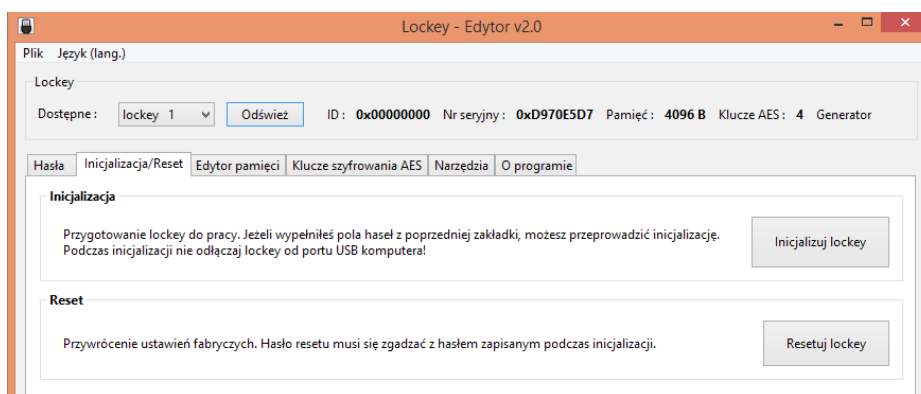 Lockey - Edytor v2.0
Plik Język (lang.)
Lockey
Dostępne : lockey 1 Odśwież ID : 0x00000000 Nr seryjny : 0xD970E5D7 Pamięć : 4096 B Klucze AES : 4 Generator
Hasła Inicjalizacja/Reset Edytor pamięci Klucze szyfrowania AES Narzędzia O programie
Inicjalizacja
Przygotowanie lockey do pracy. Jeżeli wypełniłeś pola haseł z poprzedniej zakładki, możesz przeprowadzić inicjalizację.
Podczas inicjalizacji nie odłączaj lockey od portu USB komputera!
Inicjalizuj lockey
Reset
Przywrócenie ustawień fabrycznych. Hasło resetu musi się zgadzać z hasłem zapisanym podczas inicjalizacji.
Resetuj lockey